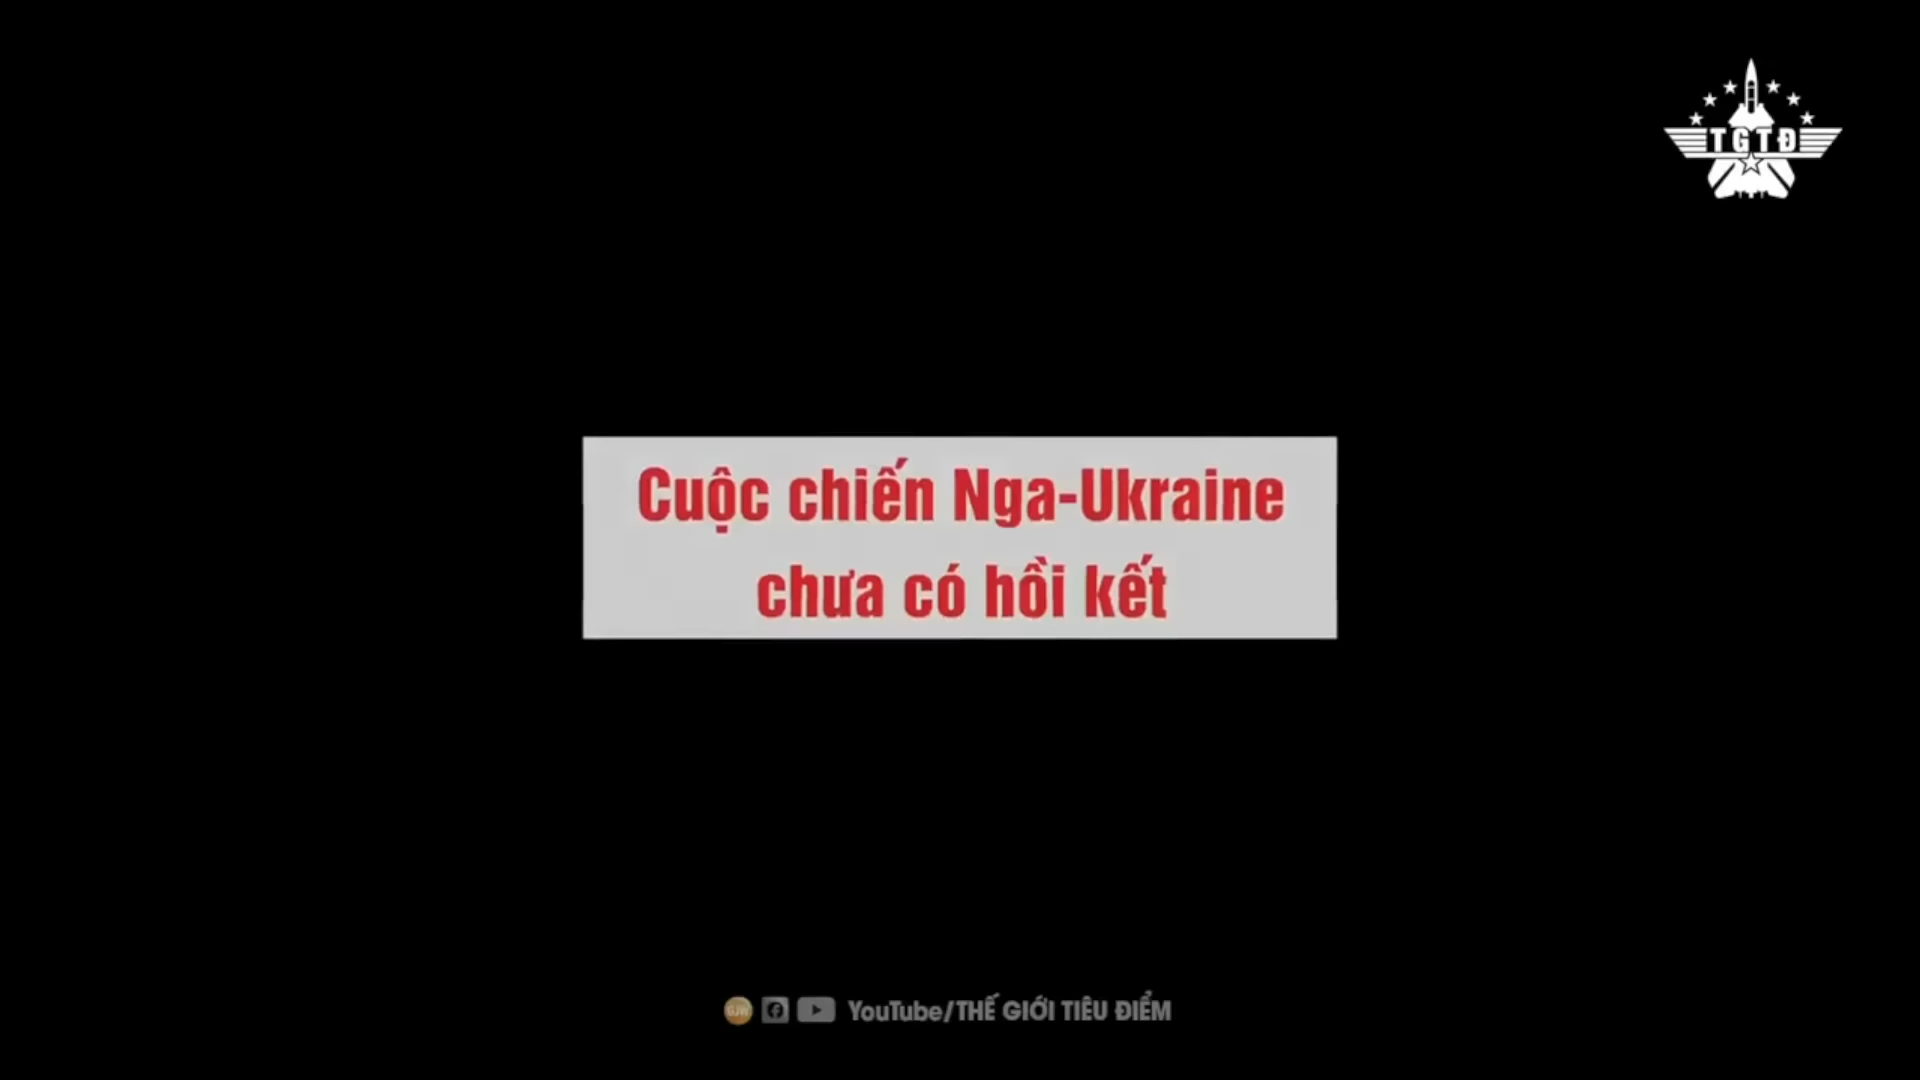 TGTĐ
Cuộc chiến Nga-Ukraine
chưa có hồi kết
YouTube/THẾ GIỚI TIÊU ĐIỂM